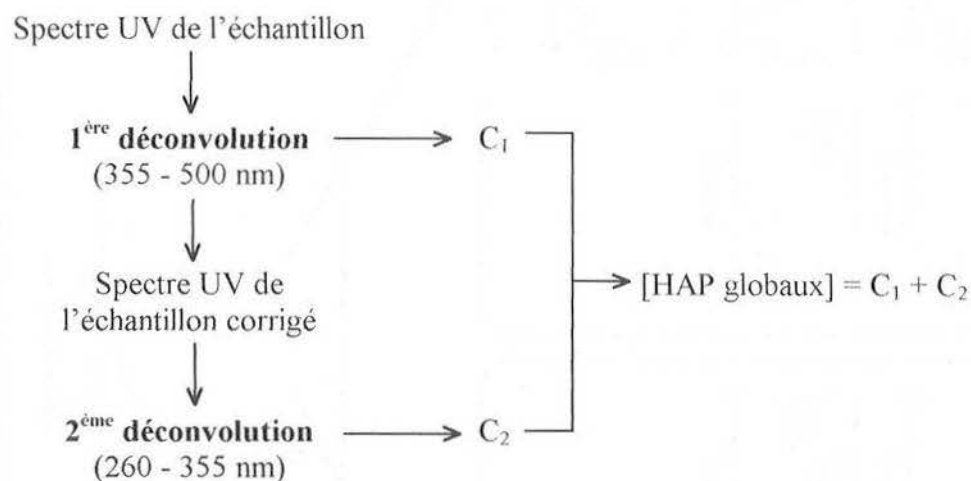 Spectre UV de l'échantillon
1ère déconvolution
C1
(355 - 500 nm)
Spectre UV de
l'échantillon corrigé
[HAP globaux] = C1 + C2
2ème déconvolution
C2
(260 - 355 nm)